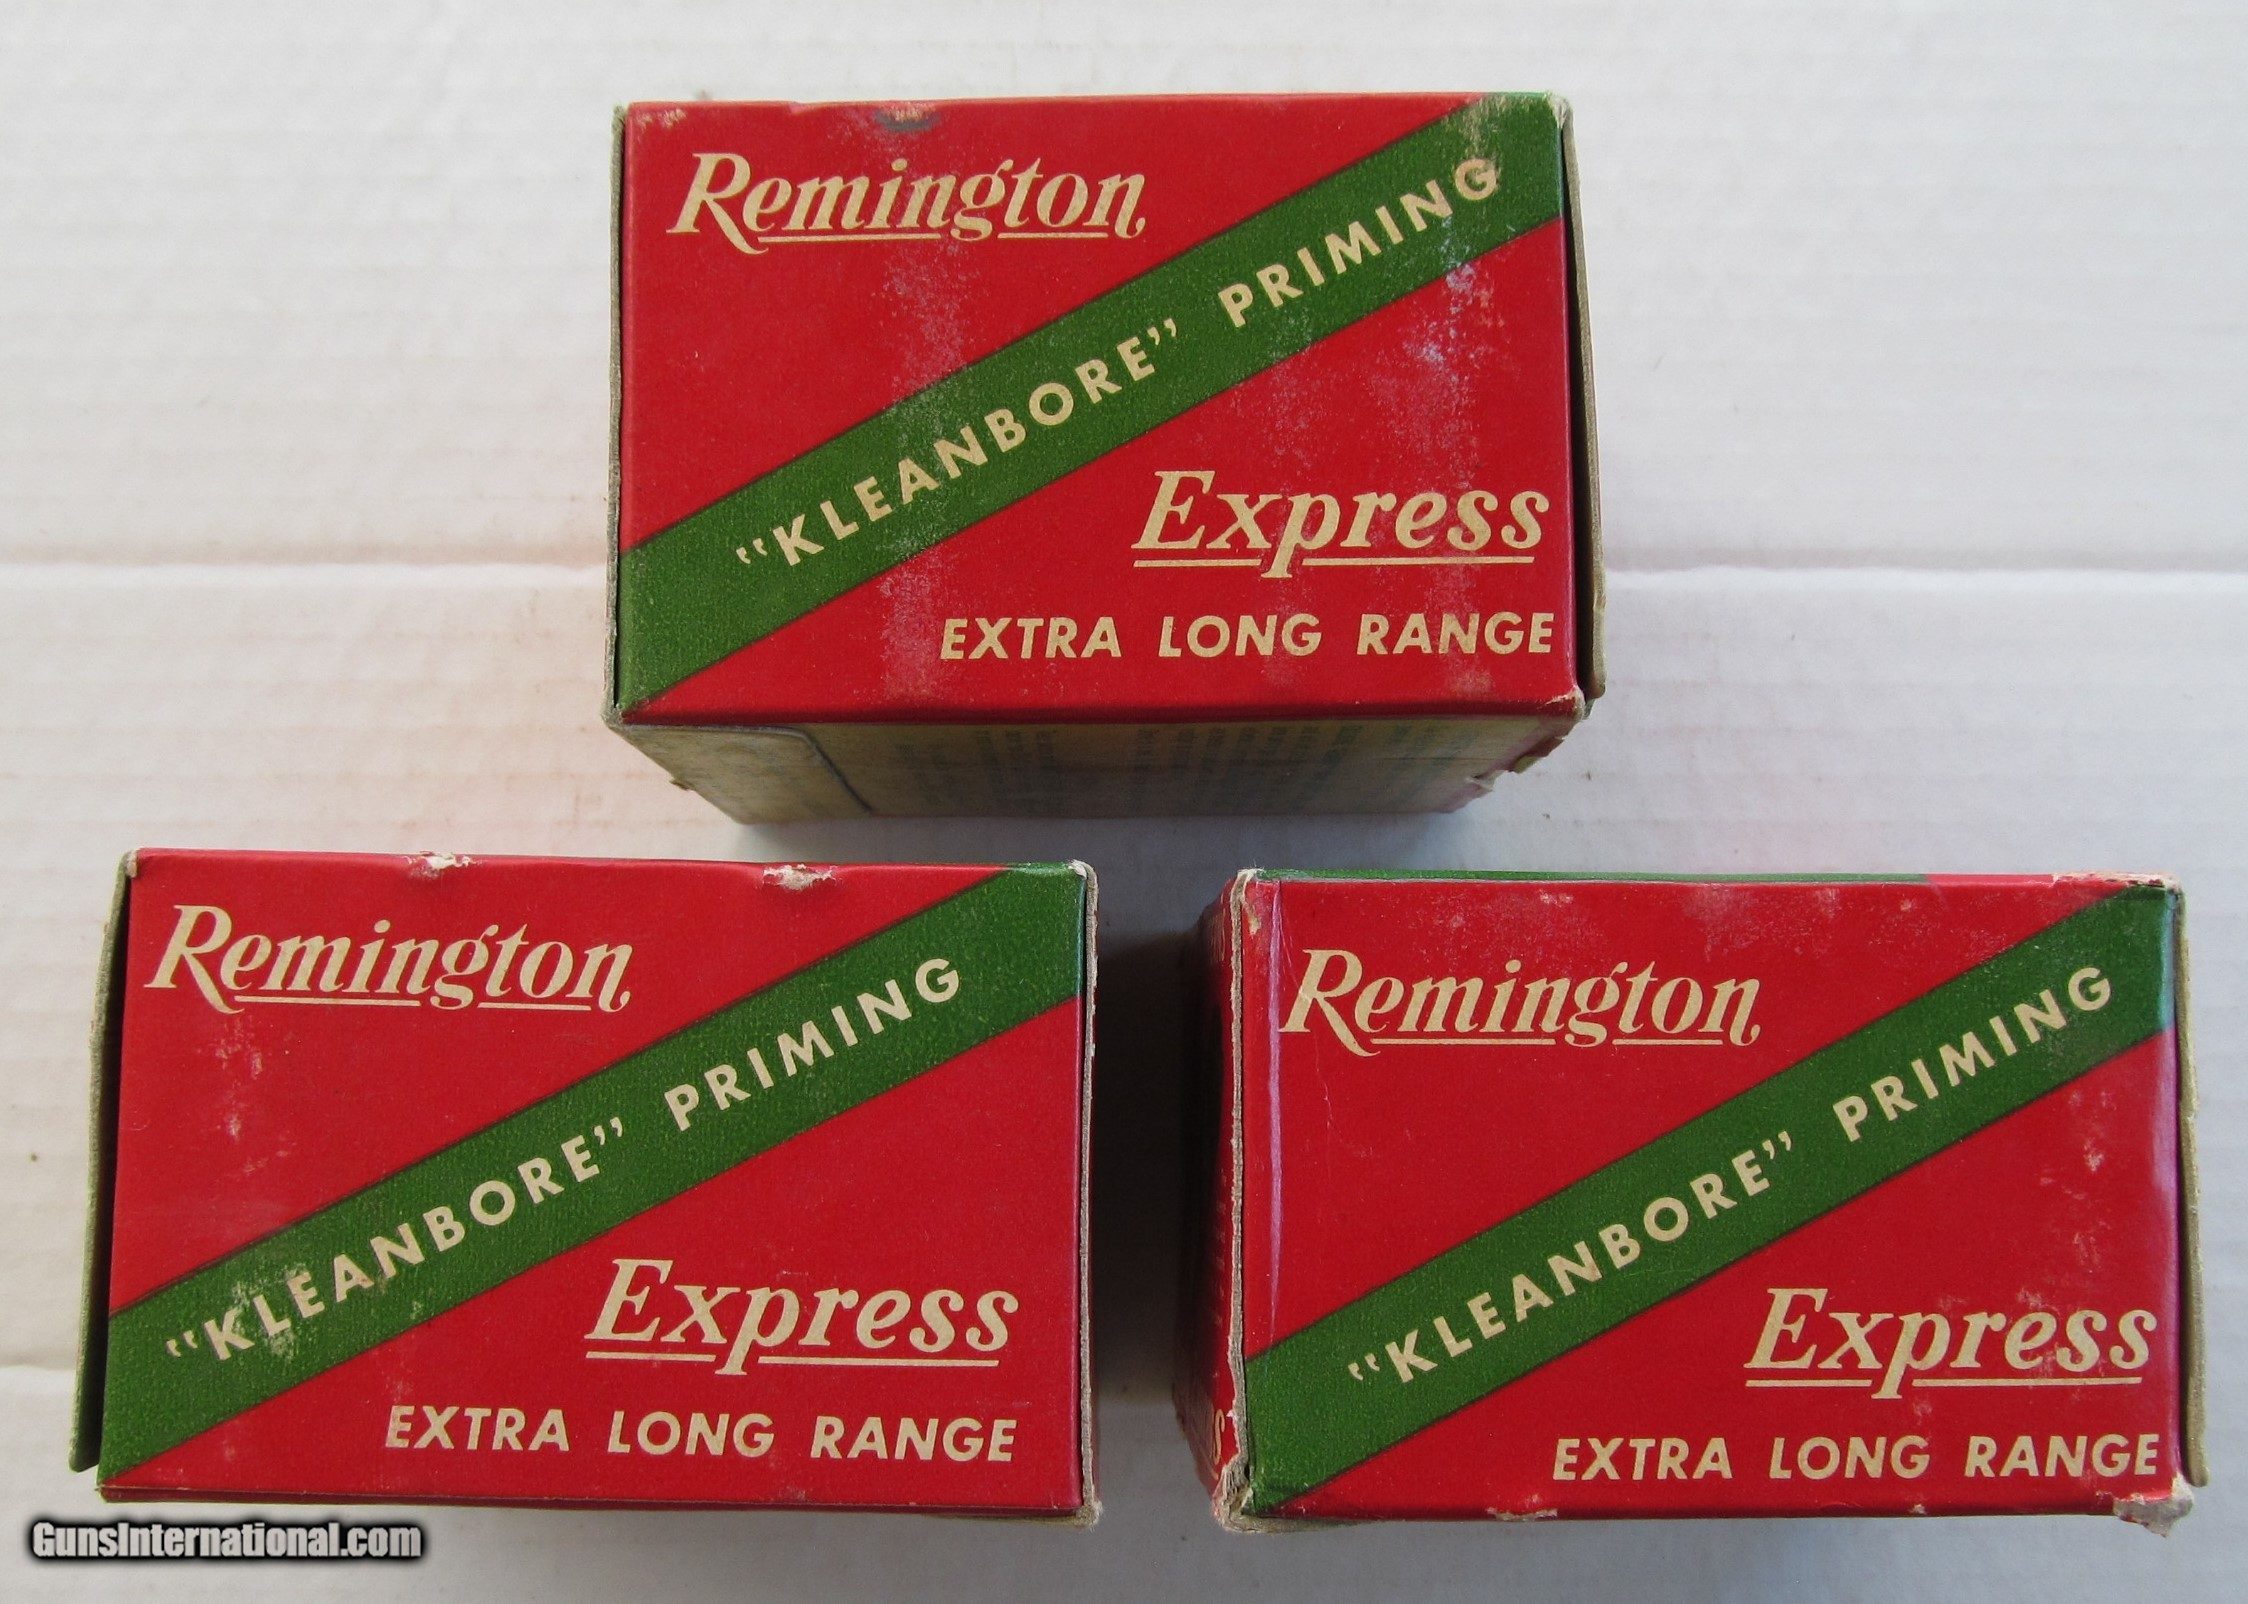 Remington
"KLEANBORE" PRIMING
Express
EXTRA LONG RANGE
Remington
"KLEANBORE" PRIMING
Express
EXTRA LONG RANGE
Remington
"KLEANBORE" PRIMING
Express
EXTRA LONG RANGE
GunsInternational.com